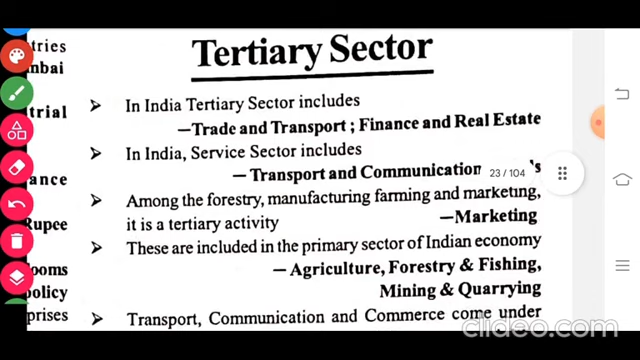 Tertiary Sector
tries
mbai
trial
ance
Rupee
ooms
policy
prises
➤ In India Tertiary Sector includes
—Trade and Transport ; Finance and Real Estate
➤ In India, Service Sector includes
—Transport and Communication
23 / 104
➤ Among the forestry, manufacturing farming and marketing,
it is a tertiary activity —Marketing
➤ These are included in the primary sector of Indian economy
—Agriculture, Forestry & Fishing,
Mining & Quarrying
➤ Transport, Communication and Commerce come under
clideo.com